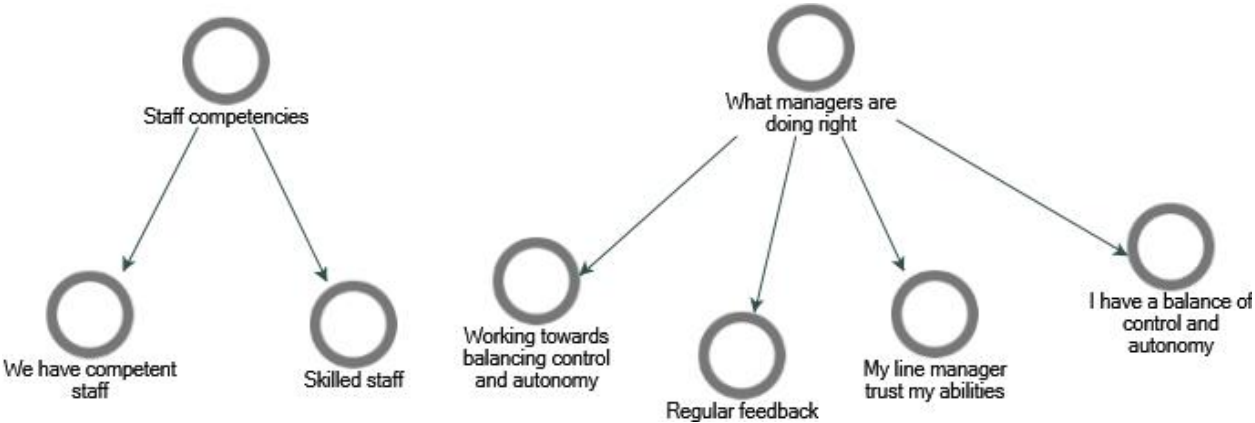 Staff competencies
What managers are
doing right
We have competent
staff
Skilled staff
Working towards
balancing control
and autonomy
Regular feedback
My line manager
trust my abilities
I have a balance of
control and
autonomy